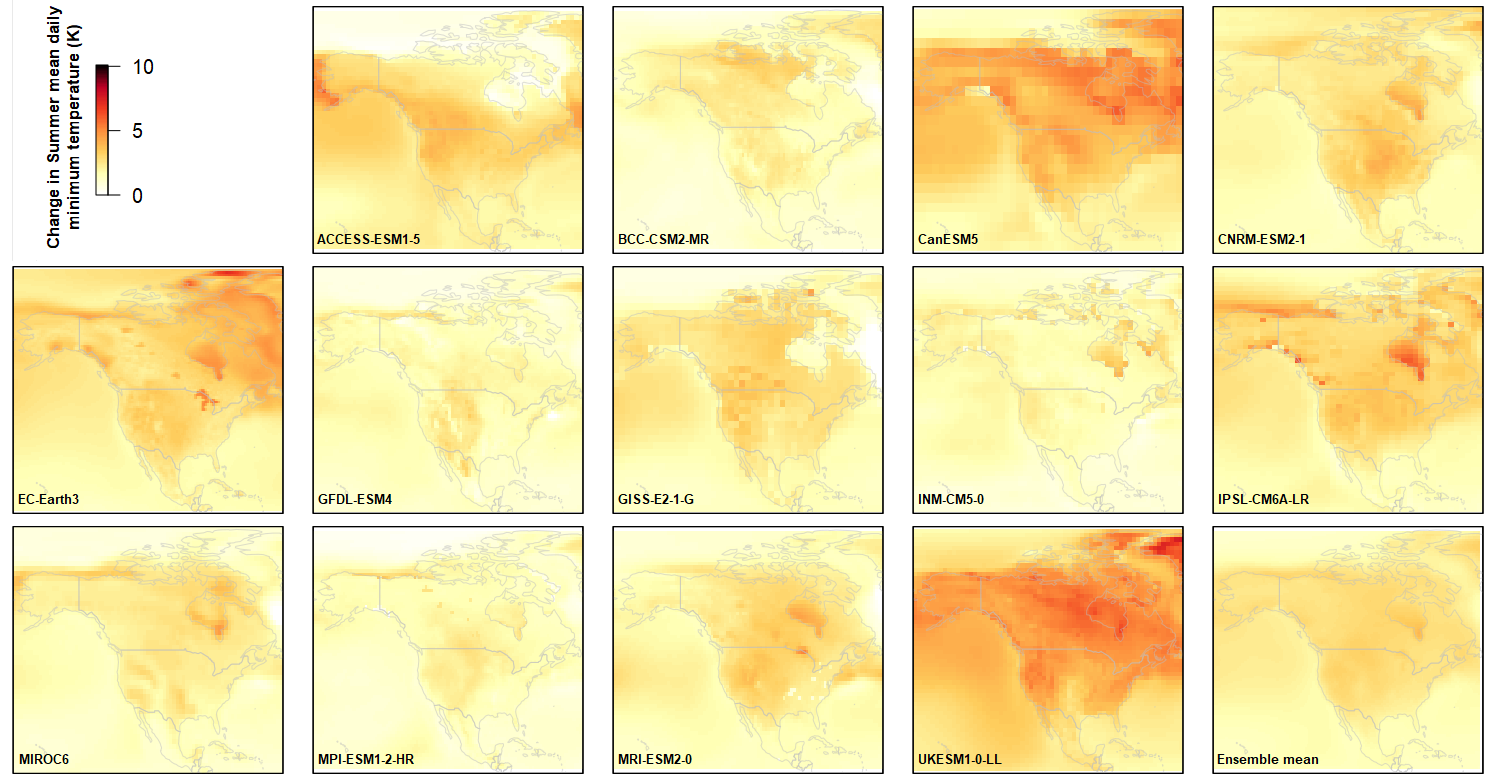 Change in Summer mean daily
minimum temperature (K)
10
5
0
ACCESS-ESM1-5
BCC-CSM2-MR
CanESM5
CNRM-ESM2-1
EC-Earth3
GFDL-ESM4
GISS-E2-1-G
INM-CM5-0
IPSL-CM6A-LR
MIROC6
MPI-ESM1-2-HR
MRI-ESM2-0
UKESM1-0-LL
Ensemble mean